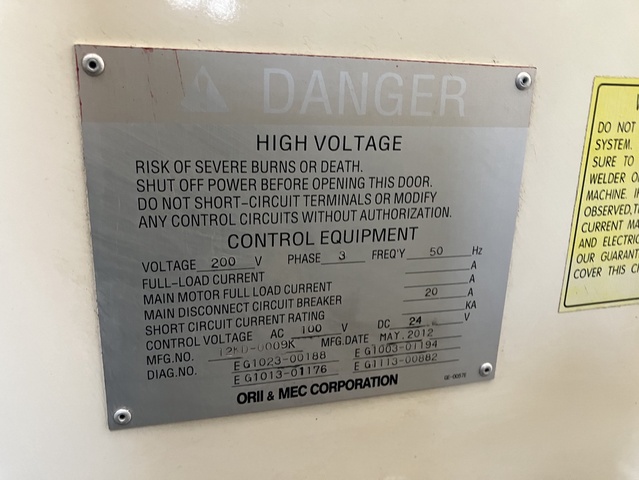 DANGER
HIGH VOLTAGE
RISK OF SEVERE BURNS OR DEATH.
SHUT OFF POWER BEFORE OPENING THIS DOOR.
DO NOT SHORT-CIRCUIT TERMINALS OR MODIFY
ANY CONTROL CIRCUITS WITHOUT AUTHORIZATION.
CONTROL EQUIPMENT
VOLTAGE 200 V PHASE 3 FREQ'Y 50 Hz
FULL-LOAD CURRENT A
MAIN MOTOR FULL LOAD CURRENT A
MAIN DISCONNECT CIRCUIT BREAKER 20 A
SHORT CIRCUIT CURRENT RATING KA
CONTROL VOLTAGE AC 100 V DC 24 V
MFG.NO. 12KD-0009K MFG.DATE MAY.2012
DIAG.NO. EG1023-00188 EG1003-01194
EG1013-01176 EG1113-00882
ORII & MEC CORPORATION
DO NOT
SYSTEM.
SURE TO
WELDER
MACHINE.
OBSERVED,
CURRENT
AND
OUR
COVER THIS